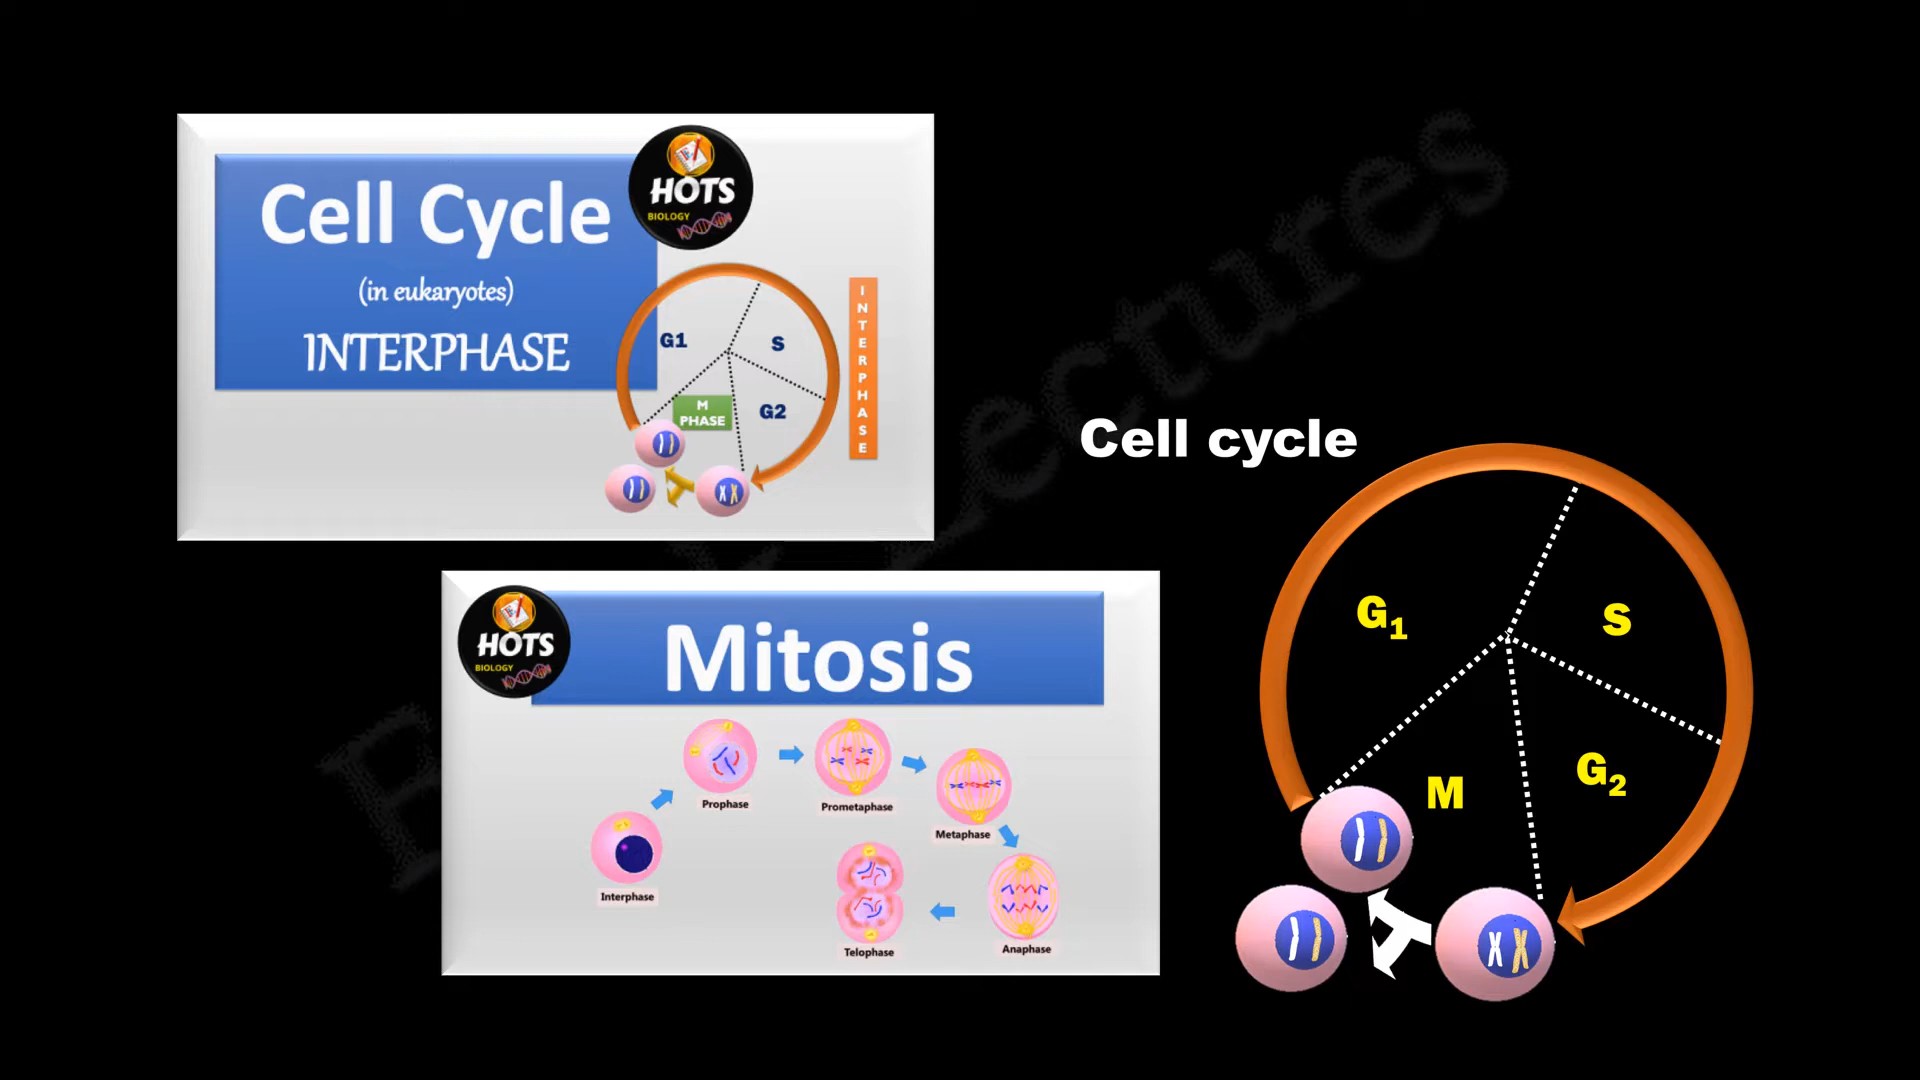 Cell Cycle
(in eukaryotes)
INTERPHASE
HOTS
BIOLOGY
G1
S
M
PHASE
G2
INTERPHASE
HOTS
BIOLOGY
Mitosis
Prophase
Prometaphase
Metaphase
Interphase
Telophase
Anaphase
Cell cycle
G1
S
M
G2
Lectures